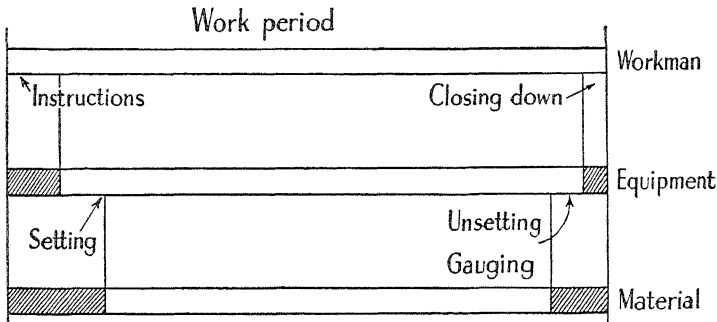 Work period
Workman
Instructions
Closing down
Equipment
Setting
Unsetting
Gauging
Material